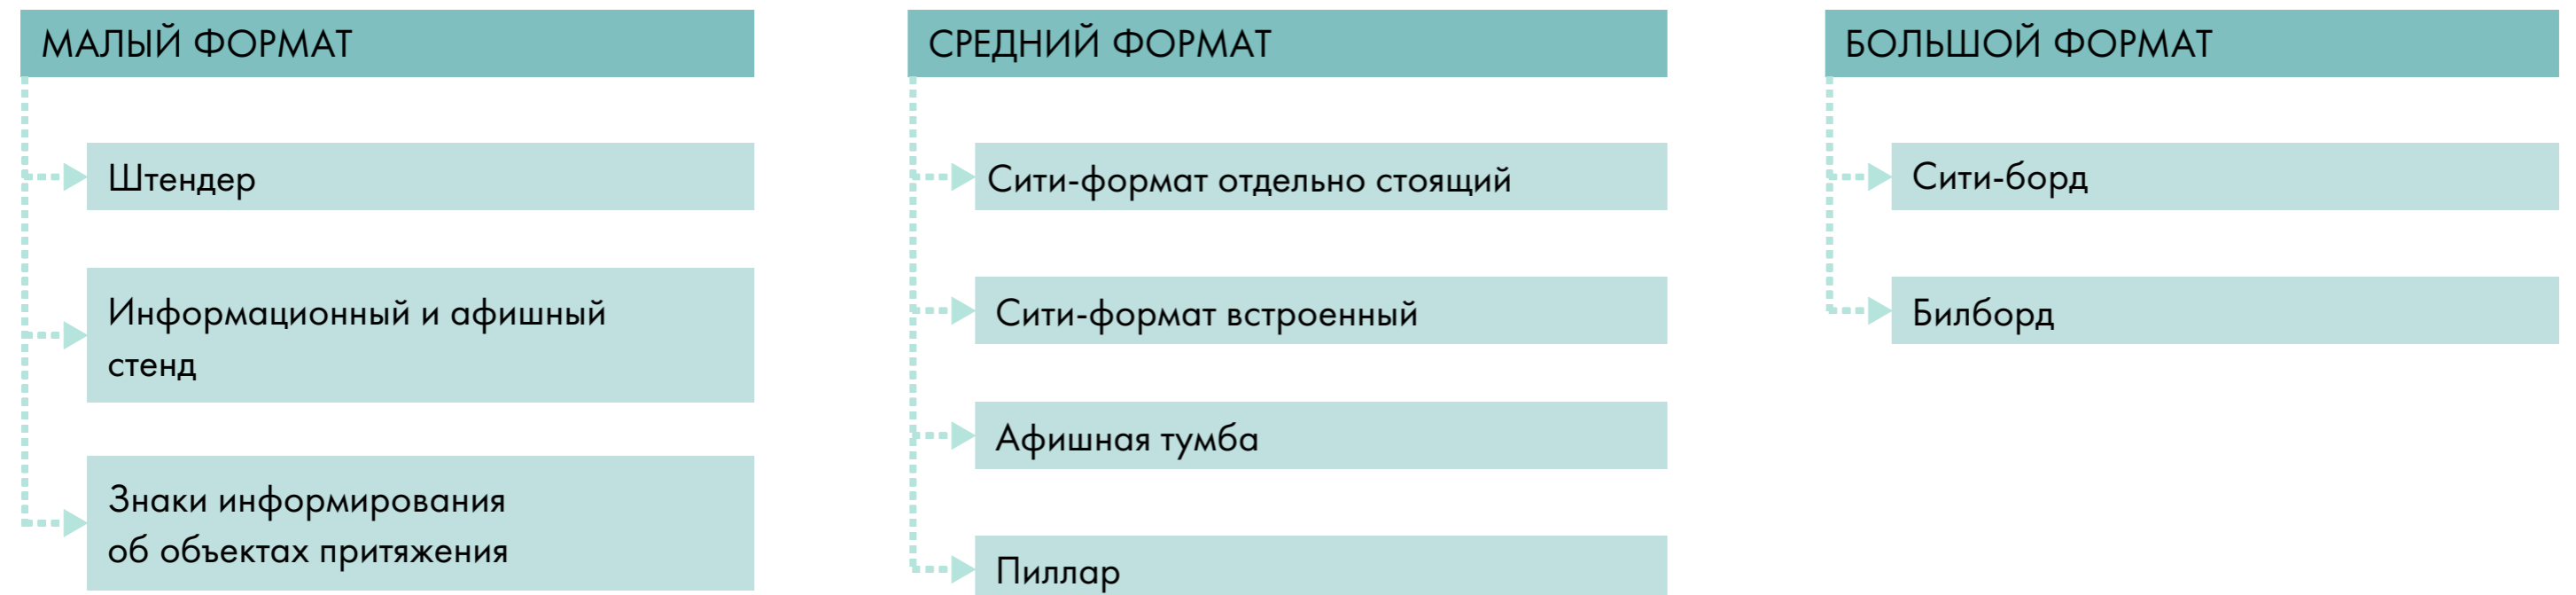 МАЛЫЙ ФОРМАТ
Штендер
Информационный и афишный
стенд
Знаки информирования
об объектах притяжения
СРЕДНИЙ ФОРМАТ
Сити-формат отдельно стоящий
Сити-формат встроенный
Афишная тумба
Пиллар
БОЛЬШОЙ ФОРМАТ
Сити-борд
Билборд